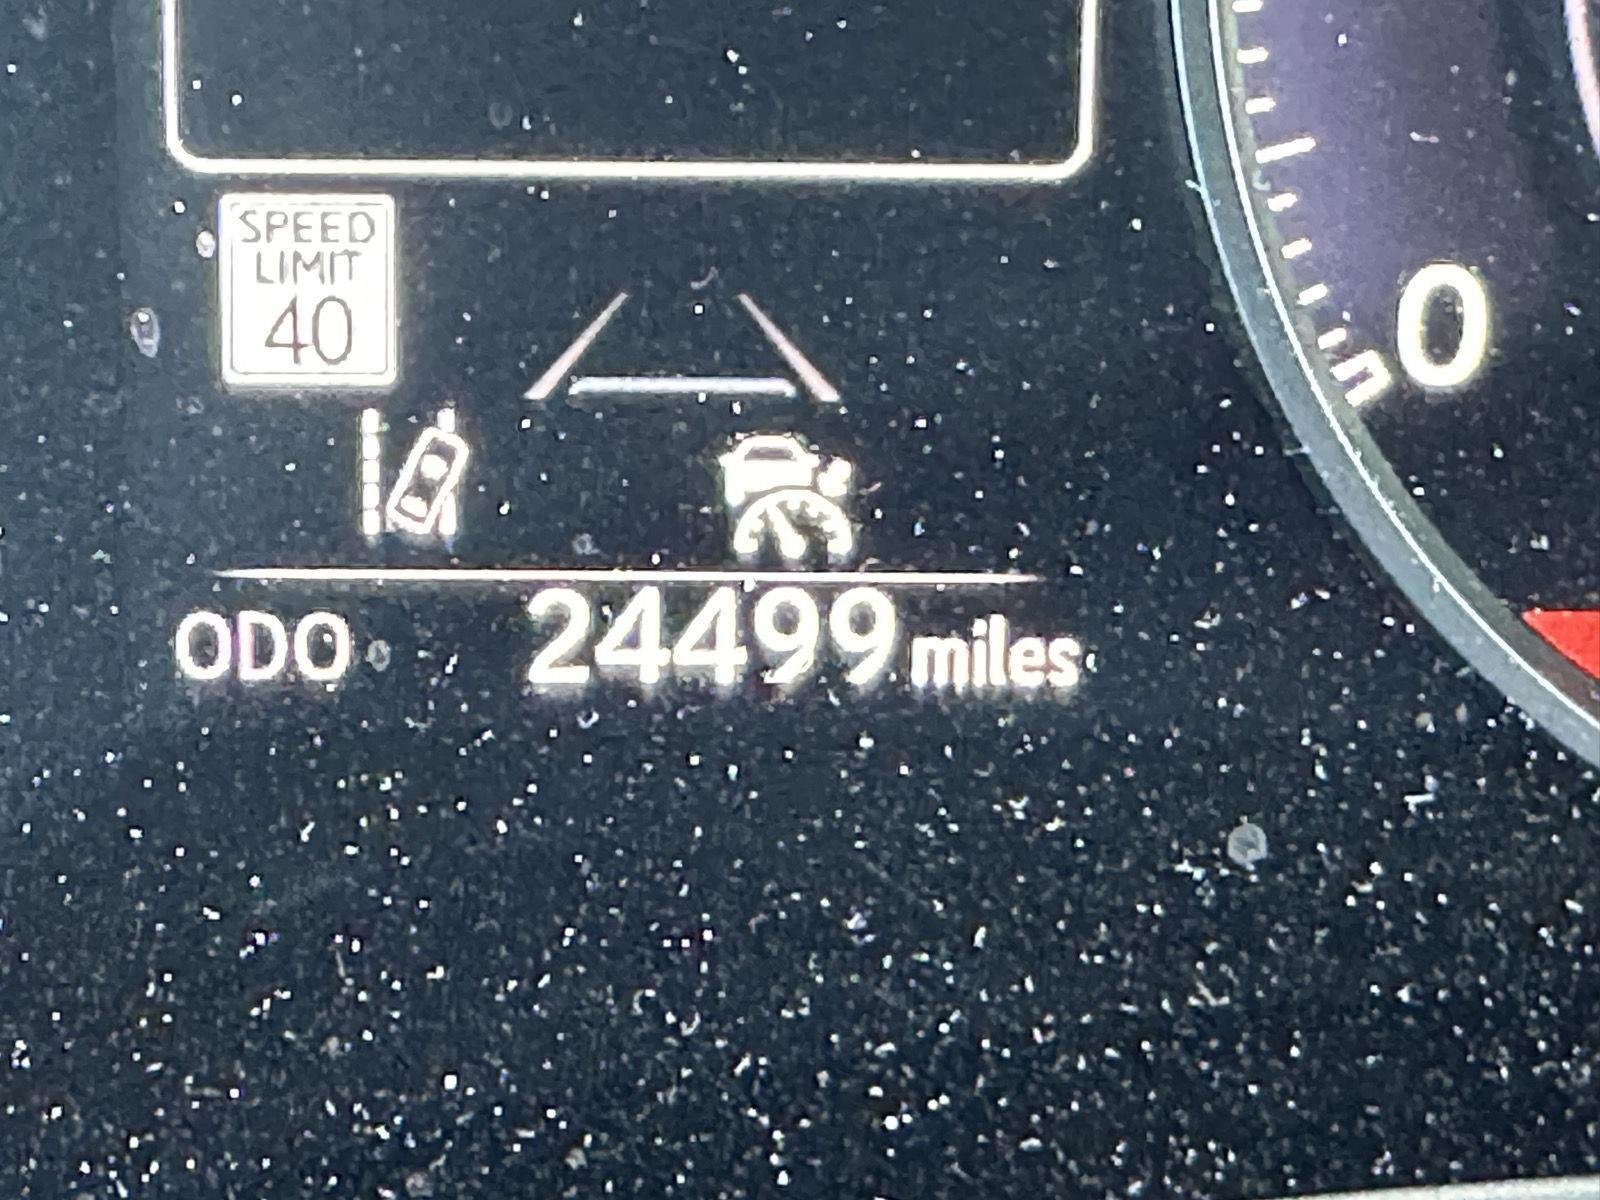 SPEED
LIMIT
40
0
ODO 24499 miles